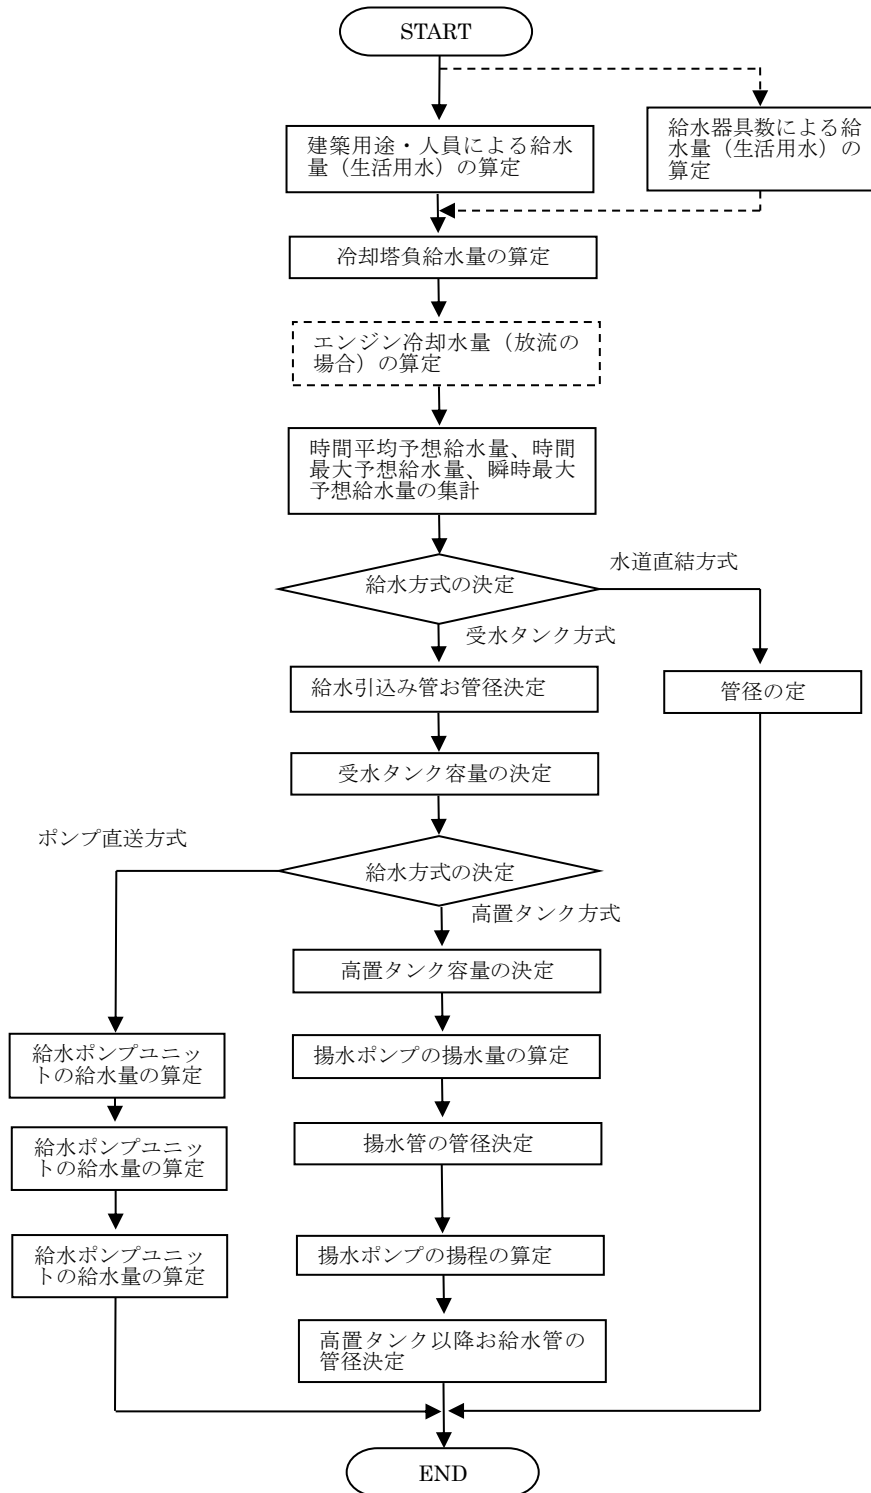 START
建築用途・人員による給水
量（生活用水）の算定
給水器具数による給
水量（生活用水）の
算定
冷却塔負給水量の算定
エンジン冷却水量（放流の
場合）の算定
時間平均予想給水量、時間
最大予想給水量、瞬時最大
予想給水量の集計
給水方式の決定
水道直結方式
受水タンク方式
給水引込み管お管径決定
管径の定
受水タンク容量の決定
ポンプ直送方式
給水方式の決定
高置タンク方式
高置タンク容量の決定
給水ポンプユニッ
トの給水量の算定
揚水ポンプの揚水量の算定
給水ポンプユニッ
トの給水量の算定
揚水管の管径決定
給水ポンプユニッ
トの給水量の算定
揚水ポンプの揚程の算定
高置タンク以降お給水管の
管径決定
END